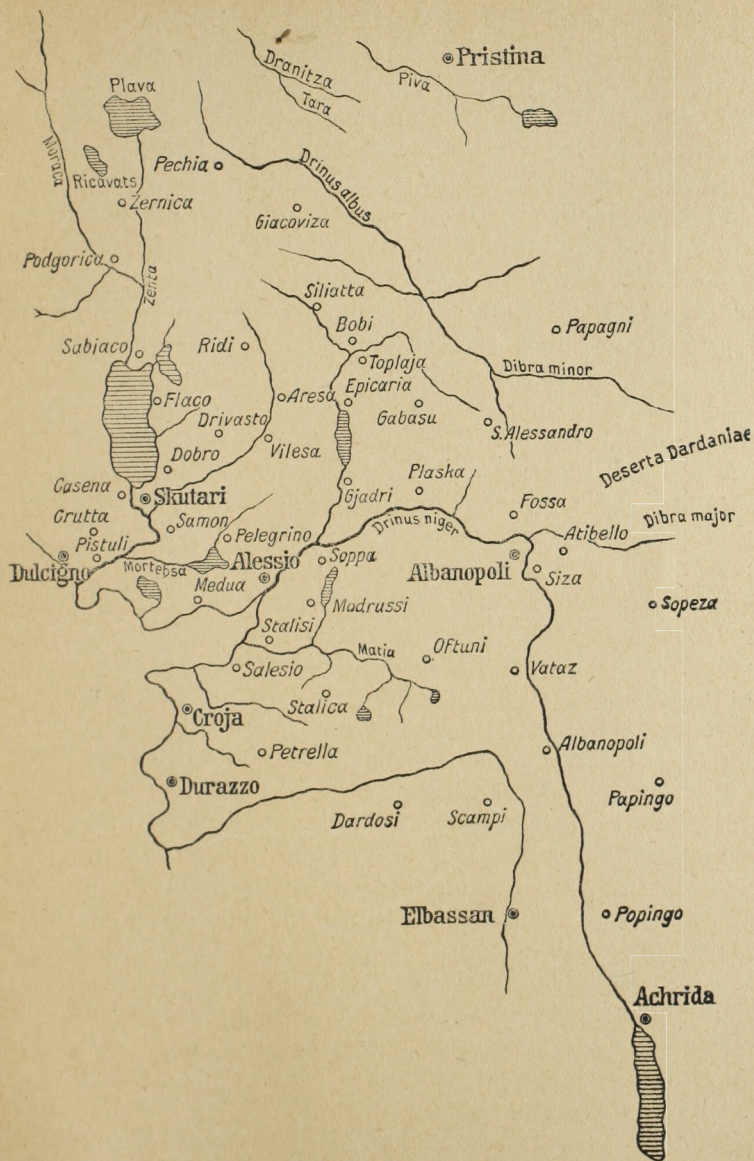 Pristina
Dranitza
Tara
Piva
Plava
Moraca
Ricavats
Zernica
Pechia
Drinus albus
Giacoviza
Podgorica
Zenta
Siliatta
Bobi
Papagni
Sabiaco
Ridi
Toplaja
Dibra minor
Epicaria
Flaco
Aresa
Gabasu
Drivasto
S. Alessandro
Deserta Dardaniae
Vilesa
Dobro
Plaska
Casena
Skutari
Gjadri
Fossa
Grutta
Samon
Drinus niger
Atibello
Dibra major
Pistuli
Pelegrino
Dulcigno
Mortebsa
Alessio
Soppa
Albanopoli
Siza
Medua
Madrussi
Sopeza
Stalisi
Matia
Oftuni
Salesio
Vataz
Stalica
Croja
Petrella
Albanopoli
Durazzo
Papingo
Dardosi
Scampi
Elbassan
Popingo
Achrida